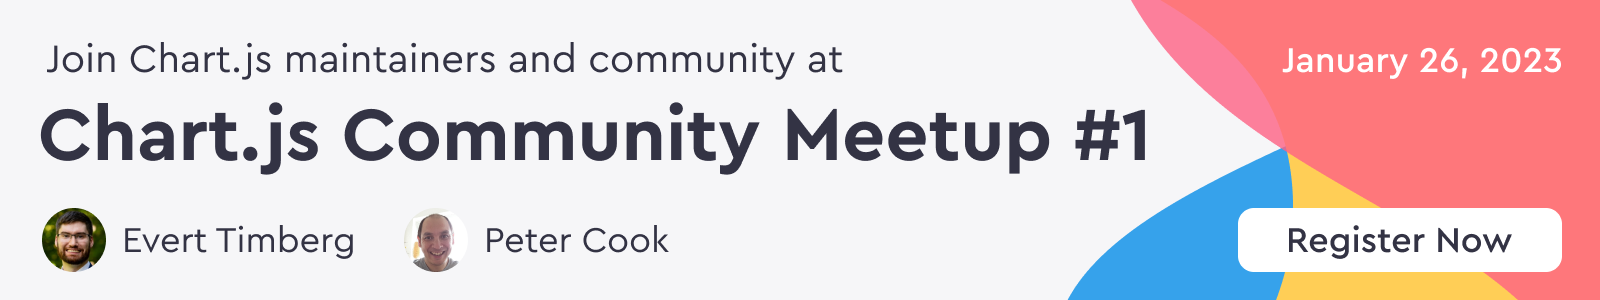 Join Chart.js maintainers and community at
January 26, 2023
Chart.js Community Meetup #1
Evert Timberg
Peter Cook
Register Now